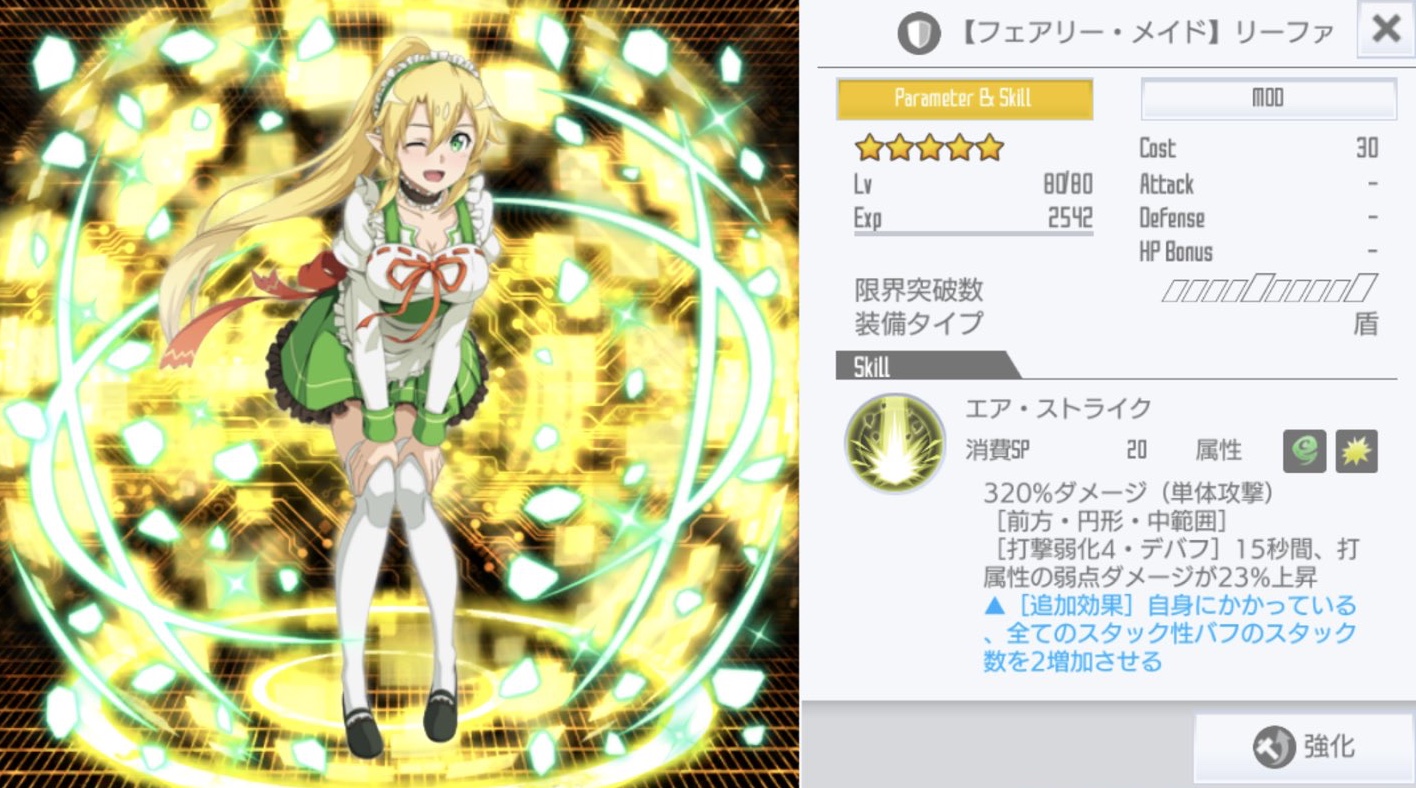 【フェアリー・メイド】リーファ
Parameter & Skill
MOD
Lv 80/80
Exp 2542
Cost 30
Attack -
Defense -
HP Bonus -
限界突破数
装備タイプ 盾
Skill
エア・ストライク
消費SP 20 属性
320%ダメージ（単体攻撃）
［前方・円形・中範囲］
［打撃弱化4・デバフ］15秒間、打
属性の弱点ダメージが23%上昇
▲［追加効果］自身にかかっている
、全てのスタック性バフのスタック
数を2増加させる
強化